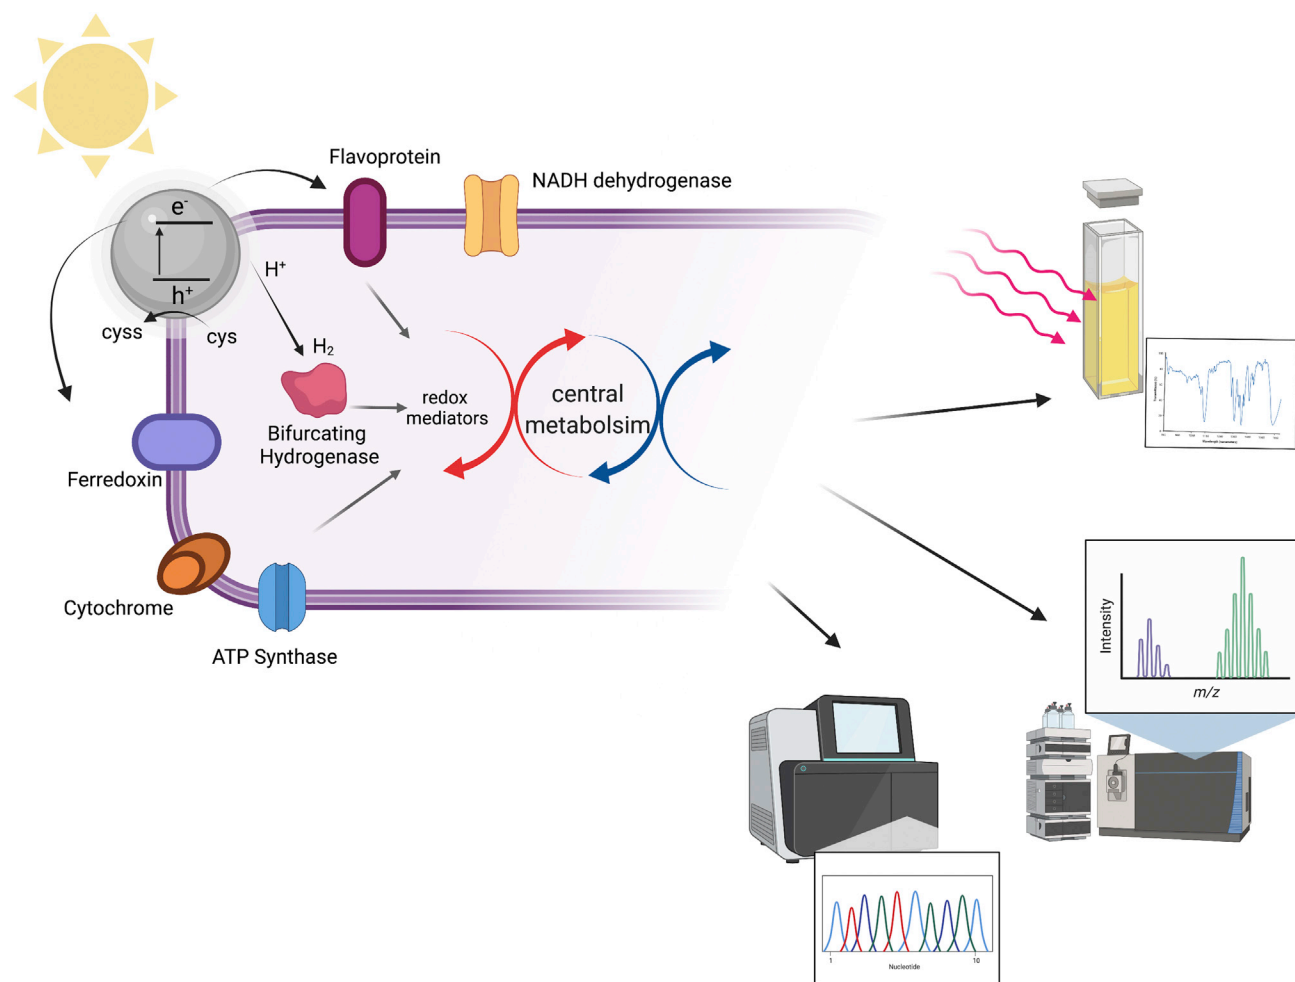 Flavoprotein
NADH dehydrogenase
e-
H+
h+
cyss
cys
H2
redox
mediators
central
metabolsim
Bifurcating
Hydrogenase
Ferredoxin
Cytochrome
ATP Synthase
Intensity
m/z
1
10
Nucleotide